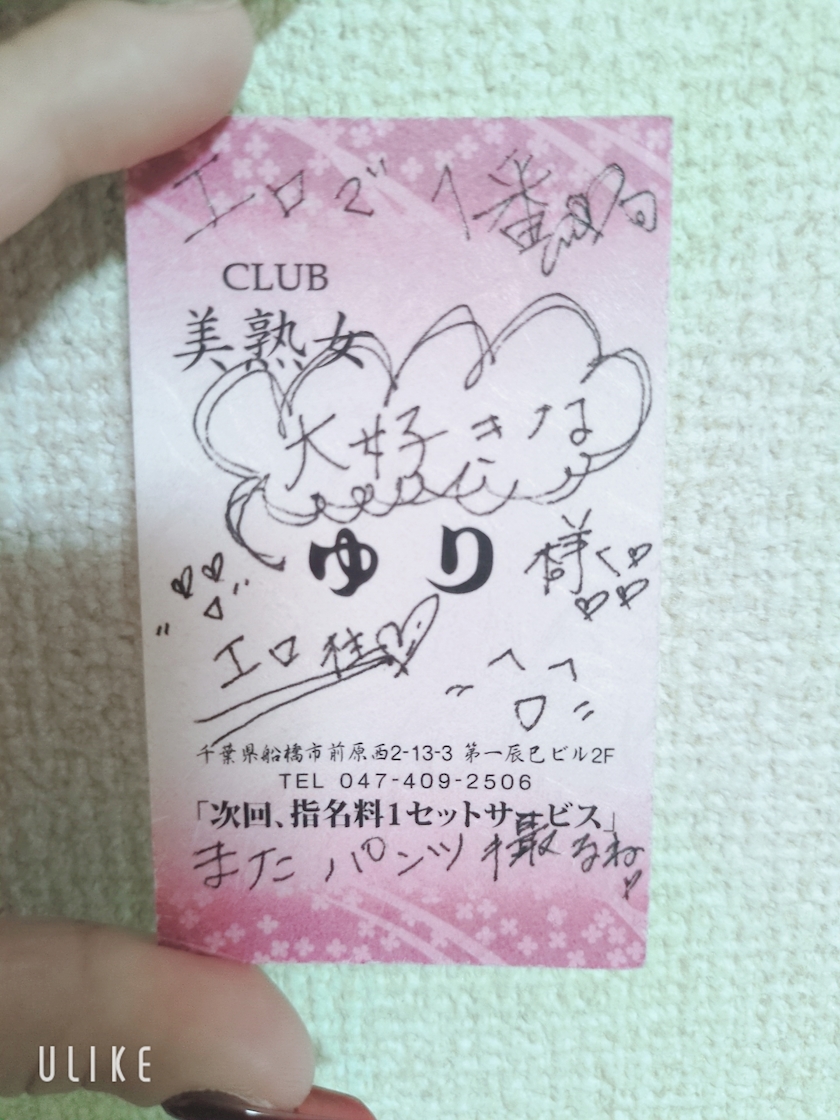 エロで1番
CLUB
美熟女
大好きな
ゆり様へ
エロ
千葉県船橋市前原西2-13-3 第一辰巳ビル2F
TEL 047-409-2506
「次回、指名料1セットサービス」
またパンツ撮るね
ULIKE